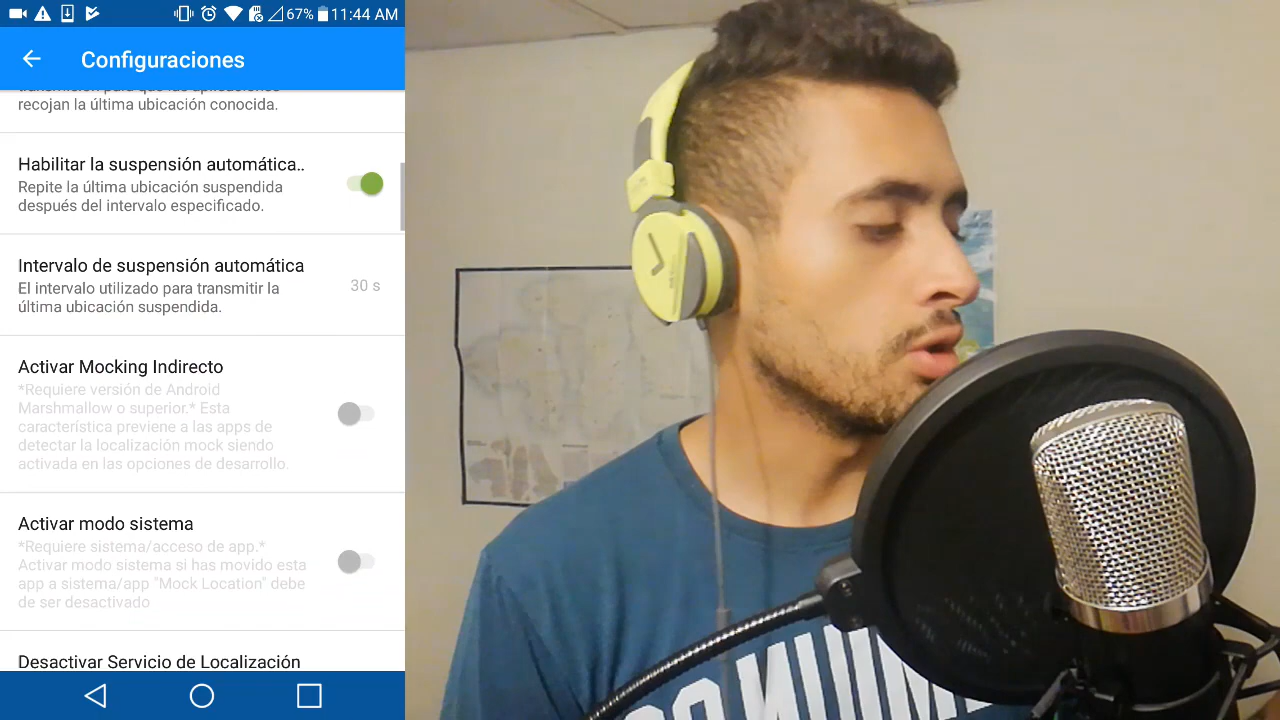 67% 11:44 AM
Configuraciones
recojan la última ubicación conocida.
Habilitar la suspensión automática..
Repite la última ubicación suspendida
después del intervalo especificado.
Intervalo de suspensión automática
El intervalo utilizado para transmitir la
última ubicación suspendida.
30 s
Activar Mocking Indirecto
*Requiere versión de Android
Marshmallow o superior.* Esta
característica previene a las apps de
detectar la localización mock siendo
activada en las opciones de desarrollo.
Activar modo sistema
*Requiere sistema/acceso de app.*
Activar modo sistema si has movido esta
app a sistema/app "Mock Location" debe
de ser desactivado
Desactivar Servicio de Localización